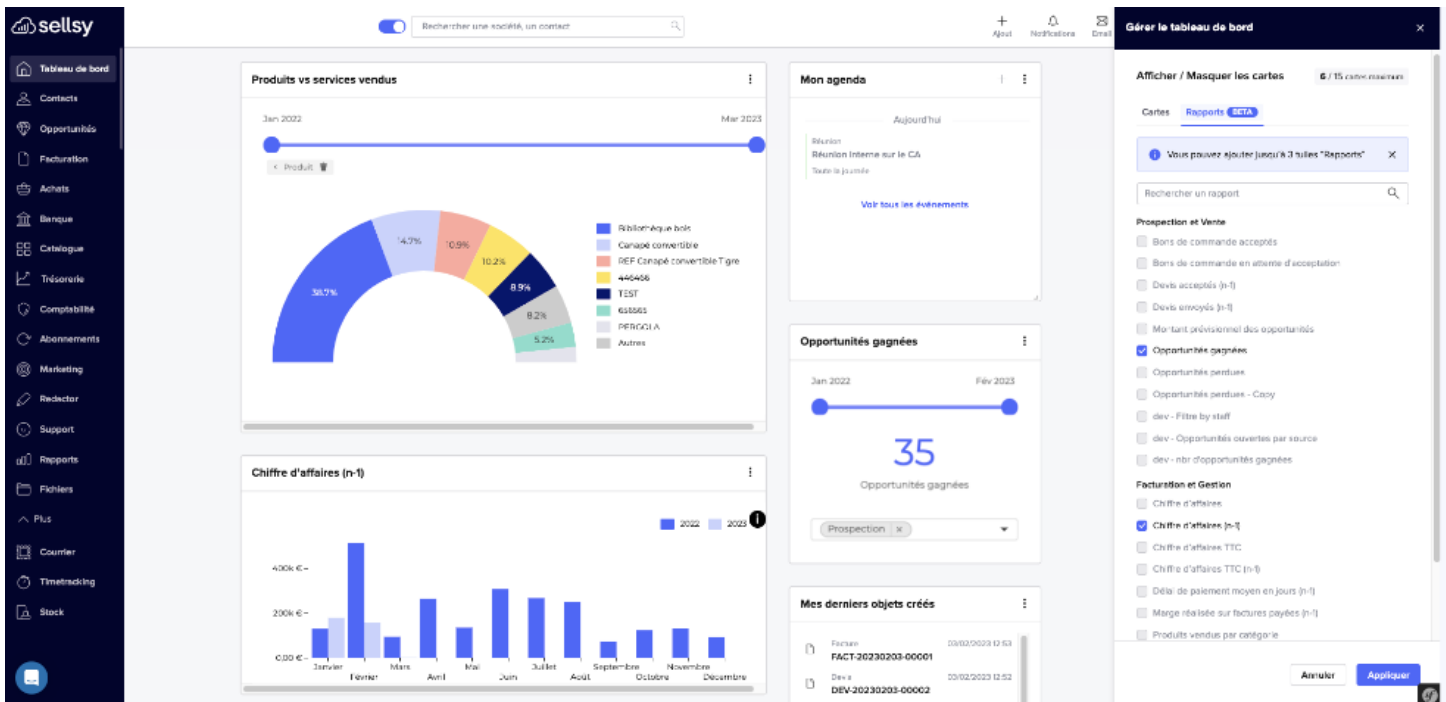 sellsy
Rechercher une société, un contact
Ajout
Notifications
Email
Tableau de bord
Contacts
Opportunités
Facturation
Achats
Banque
Catalogue
Trésorerie
Comptabilité
Abonnements
Marketing
Redactor
Support
Rapports
Fichiers
Plus
Courrier
Timetracking
Stock
Produits vs services vendus
Jan 2022
Mar 2023
< Produit
38.7%
14.7%
10.9%
10.2%
8.9%
8.2%
5.2%
Bibliothèque bois
Canapé convertible
REF Canapé convertible Tigre
446466
TEST
656565
PERGOLA
Autres
Chiffre d'affaires (n-1)
2022
2023
400k €
200k €
0,00 €
Janvier
Février
Mars
Avril
Mai
Juin
Juillet
Août
Septembre
Octobre
Novembre
Décembre
Mon agenda
Aujourd'hui
Réunion
Réunion interne sur le CA
Toute la journée
Voir tous les événements
Opportunités gagnées
Jan 2022
Fév 2023
35
Opportunités gagnées
Prospection x
Mes derniers objets créés
Facture
03/02/2023 12:53
FACT-20230203-00001
Devis
03/02/2023 12:52
DEV-20230203-00002
Gérer le tableau de bord
Afficher / Masquer les cartes
6 / 15 cartes maximum
Cartes
Rapports BETA
Vous pouvez ajouter jusqu'à 3 tuiles "Rapports"
Rechercher un rapport
Prospection et Vente
Bons de commande acceptés
Bons de commande en attente d'acceptation
Devis acceptés (n-1)
Devis envoyés (n-1)
Montant prévisionnel des opportunités
Opportunités gagnées
Opportunités perdues
Opportunités perdues - Copy
dev - Filtre by staff
dev - Opportunités ouvertes par source
dev - nbr d'opportunités gagnées
Facturation et Gestion
Chiffre d'affaires
Chiffre d'affaires (n-1)
Chiffre d'affaires TTC
Chiffre d'affaires TTC (n-1)
Délai de paiement moyen en jours (n-1)
Marge réalisée sur factures payées (n-1)
Produits vendus par catégorie
Annuler
Appliquer